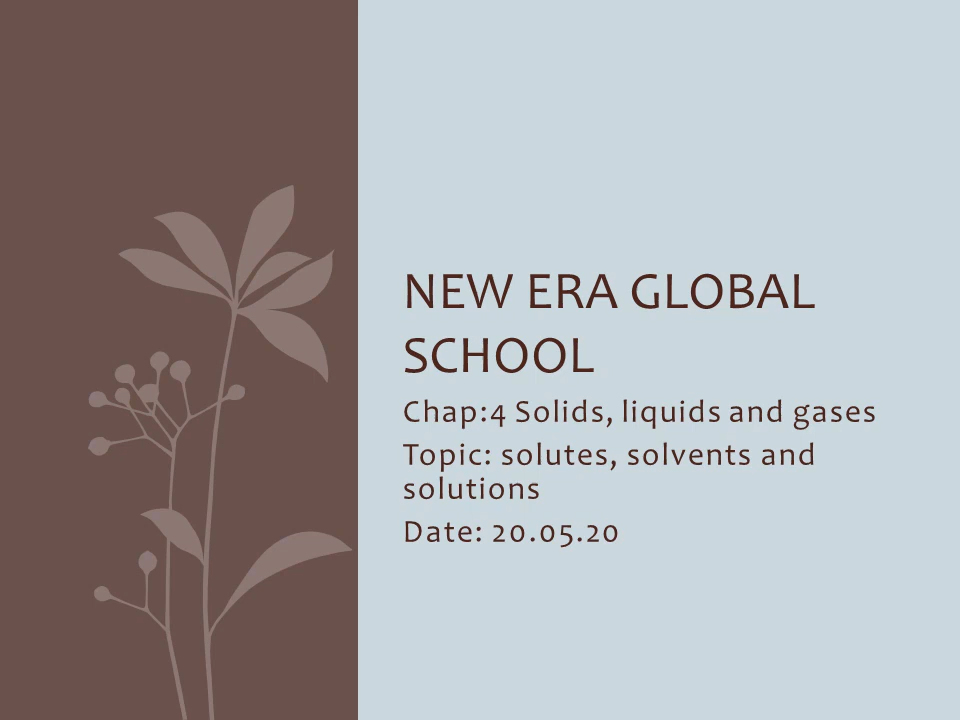 NEW ERA GLOBAL
SCHOOL
Chap:4 Solids, liquids and gases
Topic: solutes, solvents and
solutions
Date: 20.05.20